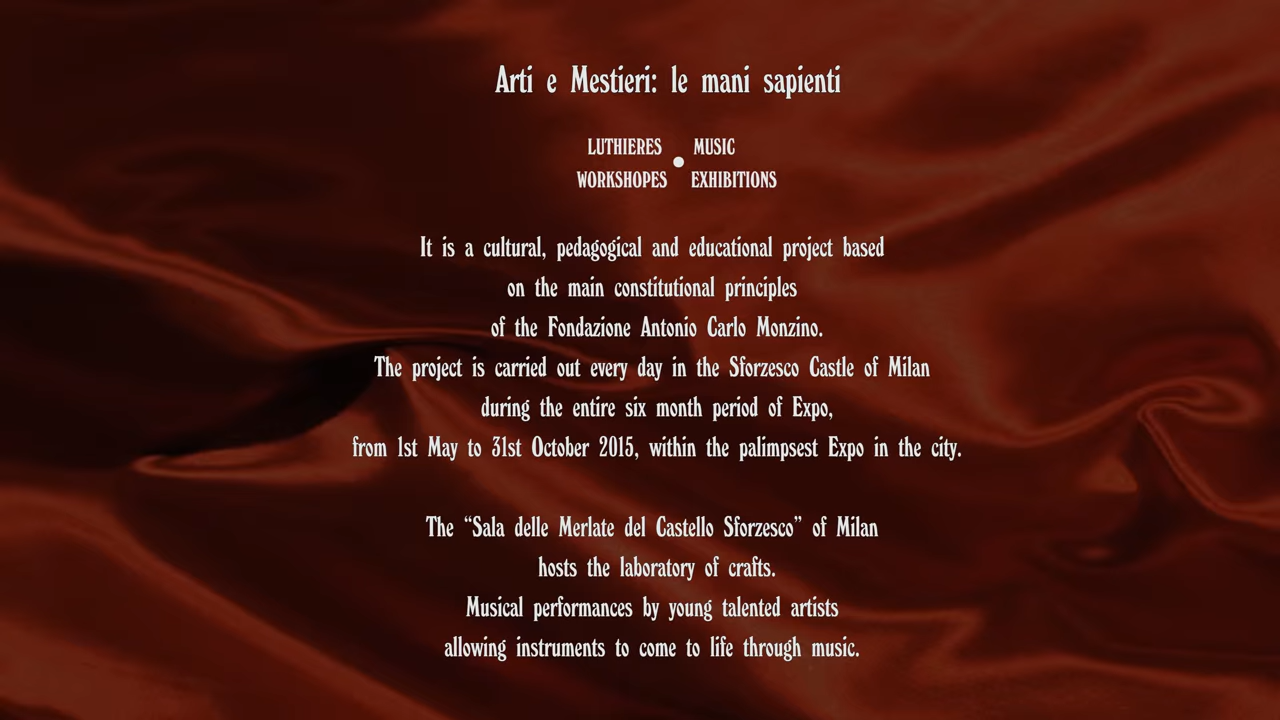 Arti e Mestieri: le mani sapienti
LUTHIERES MUSIC
•
WORKSHOPES EXHIBITIONS
It is a cultural, pedagogical and educational project based
on the main constitutional principles
of the Fondazione Antonio Carlo Monzino.
The project is carried out every day in the Sforzesco Castle of Milan
during the entire six month period of Expo,
from 1st May to 31st October 2015, within the palimpsest Expo in the city.
The “Sala delle Merlate del Castello Sforzesco” of Milan
hosts the laboratory of crafts.
Musical performances by young talented artists
allowing instruments to come to life through music.